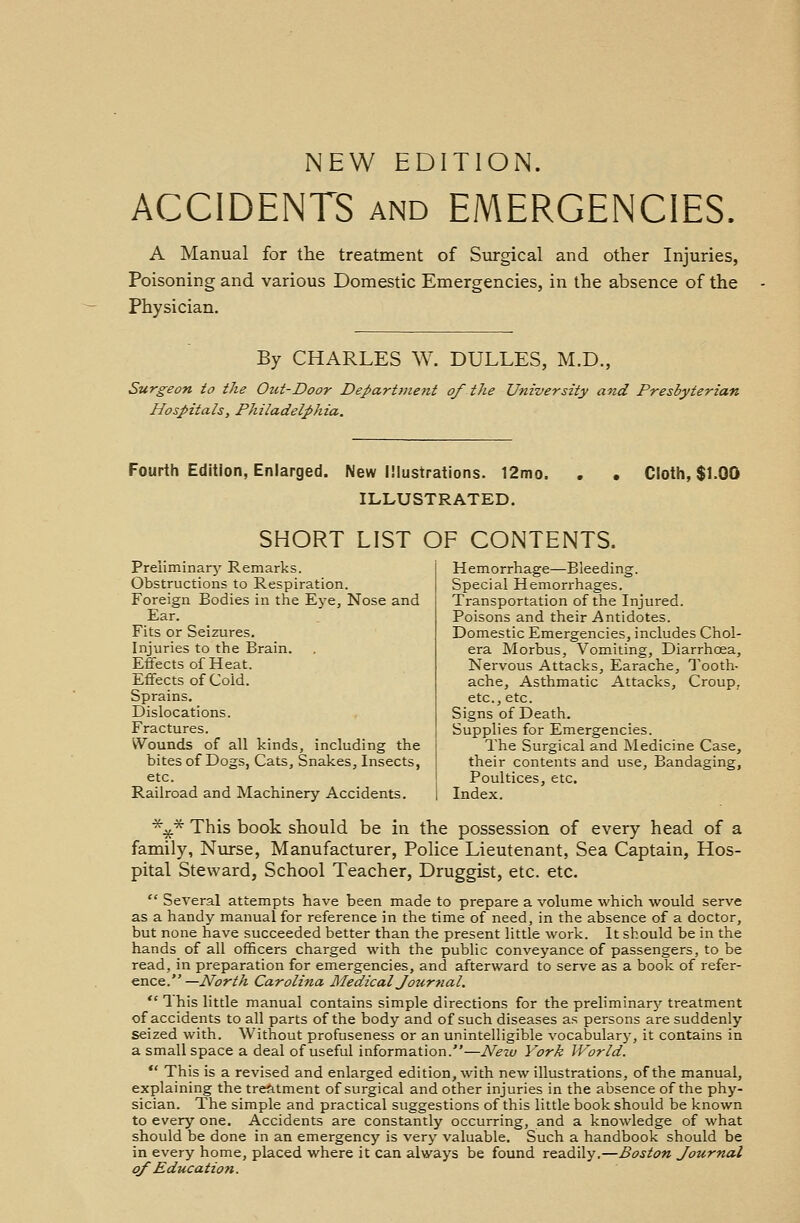 NEW EDITION.
ACCIDENTS AND EMERGENCIES.
A Manual for the treatment of Surgical and other Injuries,
Poisoning and various Domestic Emergencies, in the absence of the
Physician.
By CHARLES W. DULLES, M.D.,
Surgeon to the Out-Door Department of the University and Presbyterian
Hospitals, Philadelphia.
Fourth Edition, Enlarged. New Illustrations. 12mo. . . Cloth, $1.00
ILLUSTRATED.
SHORT LIST OF CONTENTS.
Preliminary Remarks.
Obstructions to Respiration.
Foreign Bodies in the Eye, Nose and
Ear.
Fits or Seizures.
Injuries to the Brain.
Effects of Heat.
Effects of Cold.
Sprains.
Dislocations.
Fractures.
Wounds of all kinds, including the
bites of Dogs, Cats, Snakes, Insects,
etc.
Railroad and Machinery Accidents.
Hemorrhage—Bleeding.
Special Hemorrhages.
Transportation of the Injured.
Poisons and their Antidotes.
Domestic Emergencies, includes Chol-
era Morbus, Vomiting, Diarrhœa,
Nervous Attacks, Earache, Tooth-
ache, Asthmatic Attacks, Croup,
etc., etc.
Signs of Death.
Supplies for Emergencies.
The Surgical and Medicine Case,
their contents and use, Bandaging,
Poultices, etc.
Index.
*** This book should be in the possession of every head of a
family, Nurse, Manufacturer, Police Lieutenant, Sea Captain, Hos-
pital Steward, School Teacher, Druggist, etc. etc.
“ Several attempts have been made to prepare a volume which would serve
as a handy manual for reference in the time of need, in the absence of a doctor,
but none have succeeded better than the present little work. It should be in the
hands of all officers charged with the public conveyance of passengers, to be
read, in preparation for emergencies, and afterward to serve as a book of refer-
ence.”—North Carolina Medical Journal.
“ This little manual contains simple directions for the preliminary treatment
of accidents to all parts of the body and of such diseases as persons are suddenly
seized with. Without profuseness or an unintelligible vocabulary, it contains in
a small space a deal of useful information.”—New York World.
“ This is a revised and enlarged edition, with new illustrations, of the manual,
explaining the treatment of surgical and other injuries in the absence of the phy-
sician. The simple and practical suggestions of this little book should be known
to every one. Accidents are constantly occurring, and a knowledge of what
should be done in an emergency is very valuable. Such a handbook should be
in every home, placed where it can always be found readily.—Boston Journal
of Education.